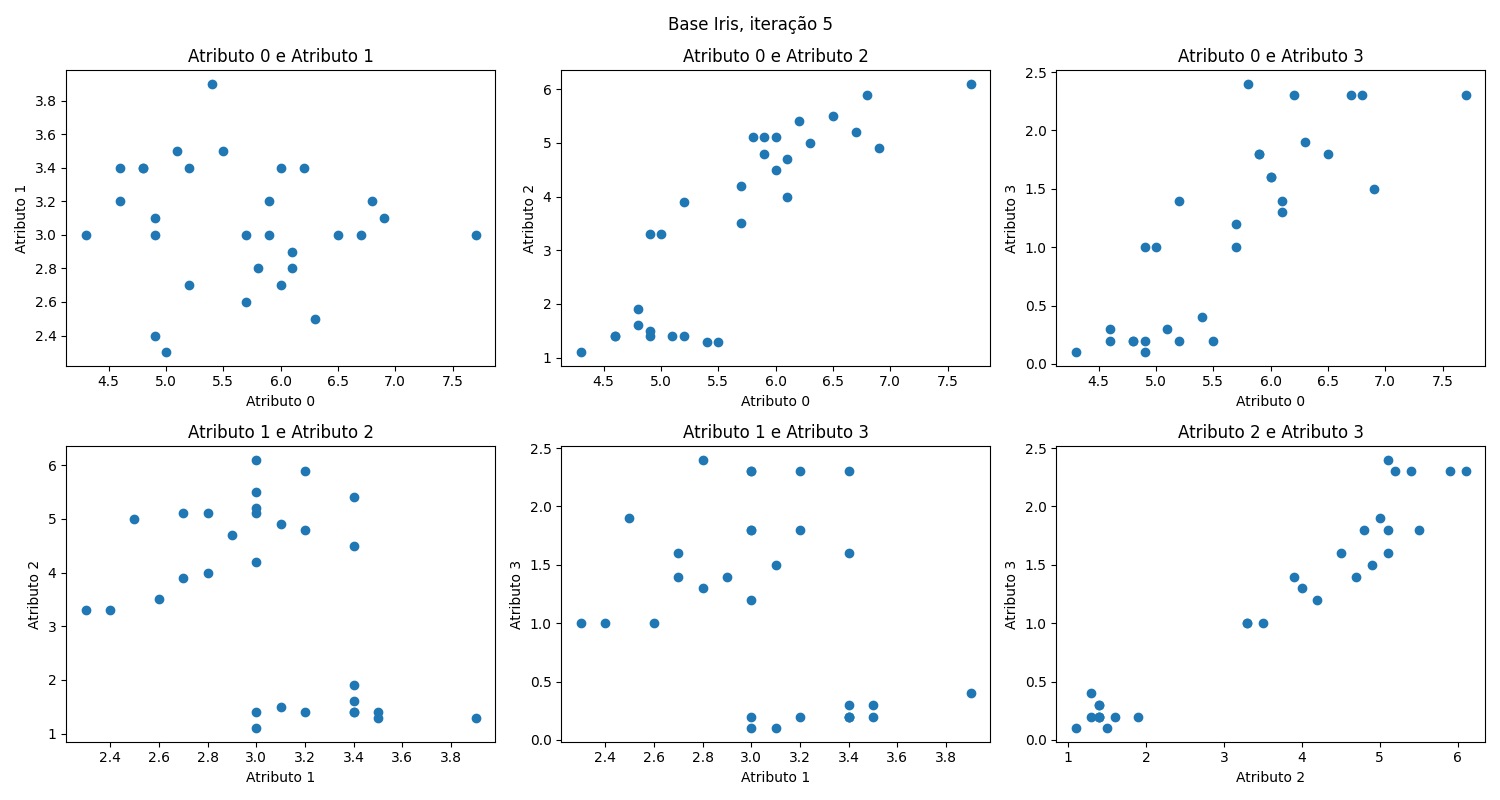 Base Iris, iteração 5
Atributo 0 e Atributo 1
3.8
3.6
3.4
3.2
3.0
2.8
2.6
2.4
Atributo 1
4.5 5.0 5.5 6.0 6.5 7.0 7.5
Atributo 0
Atributo 0 e Atributo 2
6
5
4
3
2
1
Atributo 2
4.5 5.0 5.5 6.0 6.5 7.0 7.5
Atributo 0
Atributo 0 e Atributo 3
2.5
2.0
1.5
1.0
0.5
0.0
Atributo 3
4.5 5.0 5.5 6.0 6.5 7.0 7.5
Atributo 0
Atributo 1 e Atributo 2
6
5
4
3
2
1
Atributo 2
2.4 2.6 2.8 3.0 3.2 3.4 3.6 3.8
Atributo 1
Atributo 1 e Atributo 3
2.5
2.0
1.5
1.0
0.5
0.0
Atributo 3
2.4 2.6 2.8 3.0 3.2 3.4 3.6 3.8
Atributo 1
Atributo 2 e Atributo 3
2.5
2.0
1.5
1.0
0.5
0.0
Atributo 3
1 2 3 4 5 6
Atributo 2